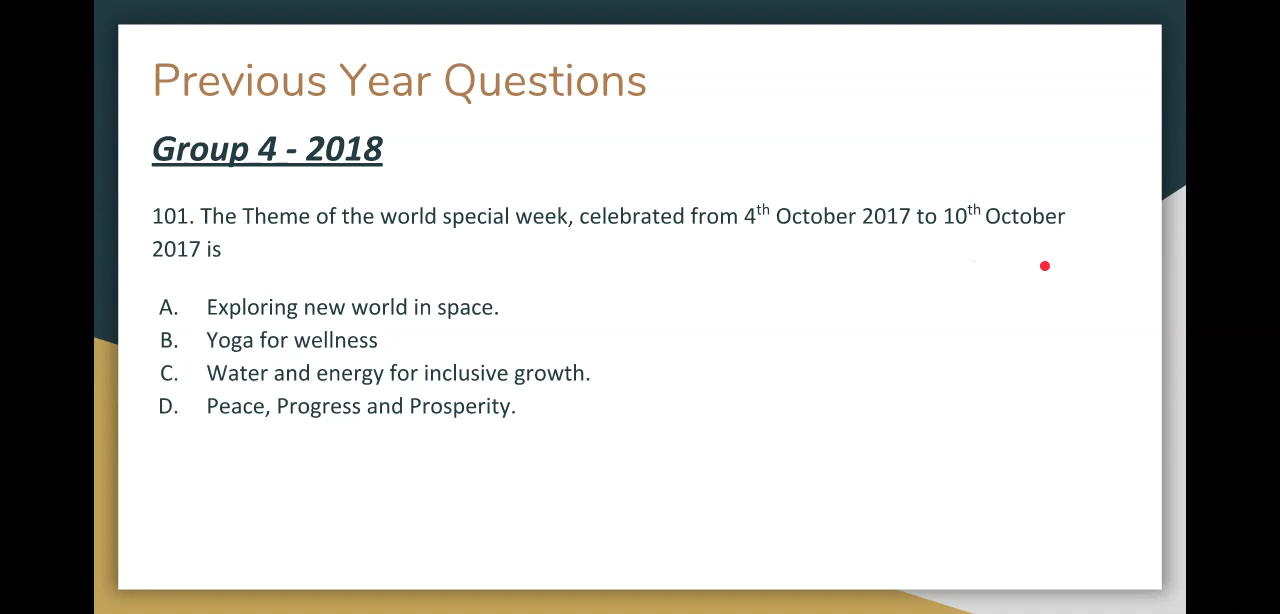 Previous Year Questions
Group 4 - 2018
101. The Theme of the world special week, celebrated from 4th October 2017 to 10th October
2017 is
A. Exploring new world in space.
B. Yoga for wellness
C. Water and energy for inclusive growth.
D. Peace, Progress and Prosperity.